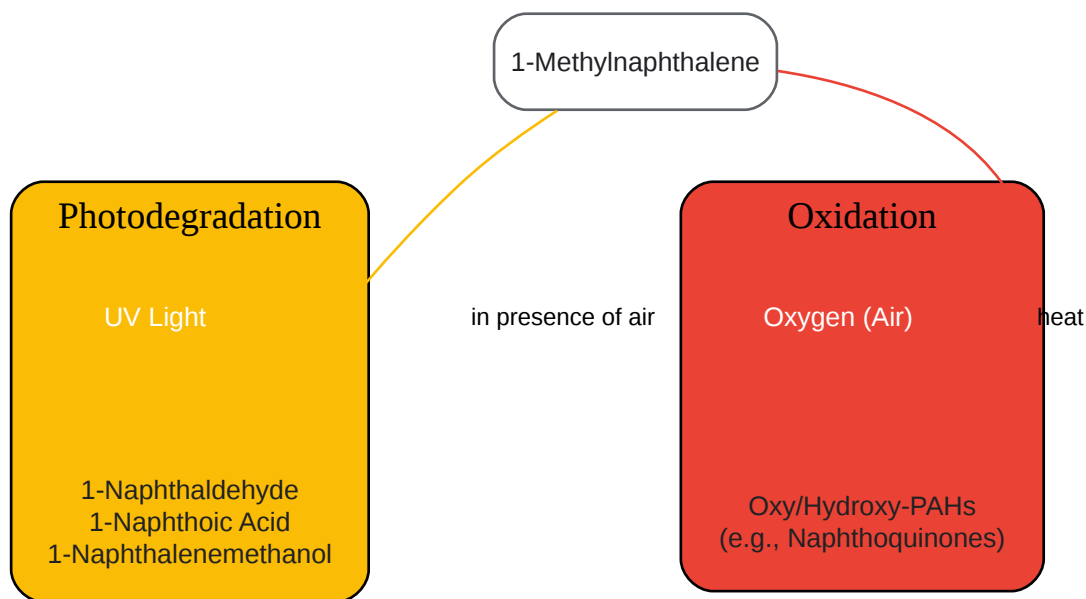 1-Methylnaphthalene
Photodegradation
Oxidation
UV Light
in presence of air
Oxygen (Air)
heat
1-Naphthaldehyde
1-Naphthoic Acid
1-Naphthalenemethanol
Oxy/Hydroxy-PAHs
(e.g., Naphthoquinones)